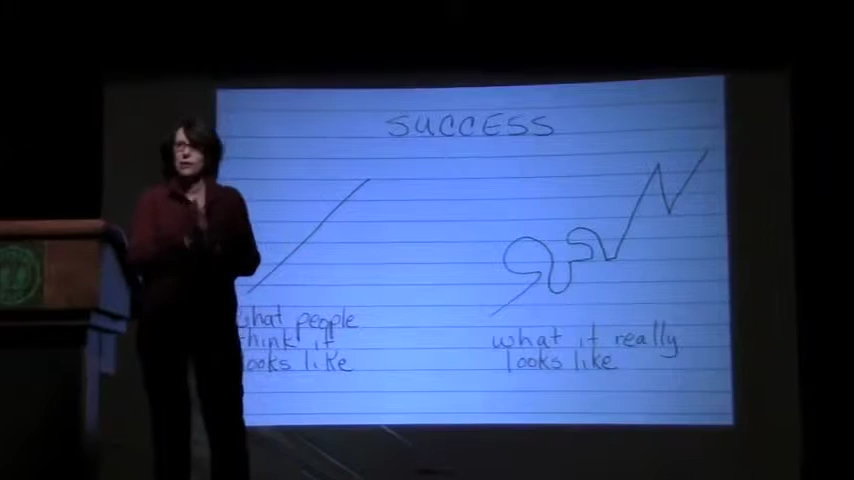 SUCCESS
what people
think it
looks like
what it really
looks like